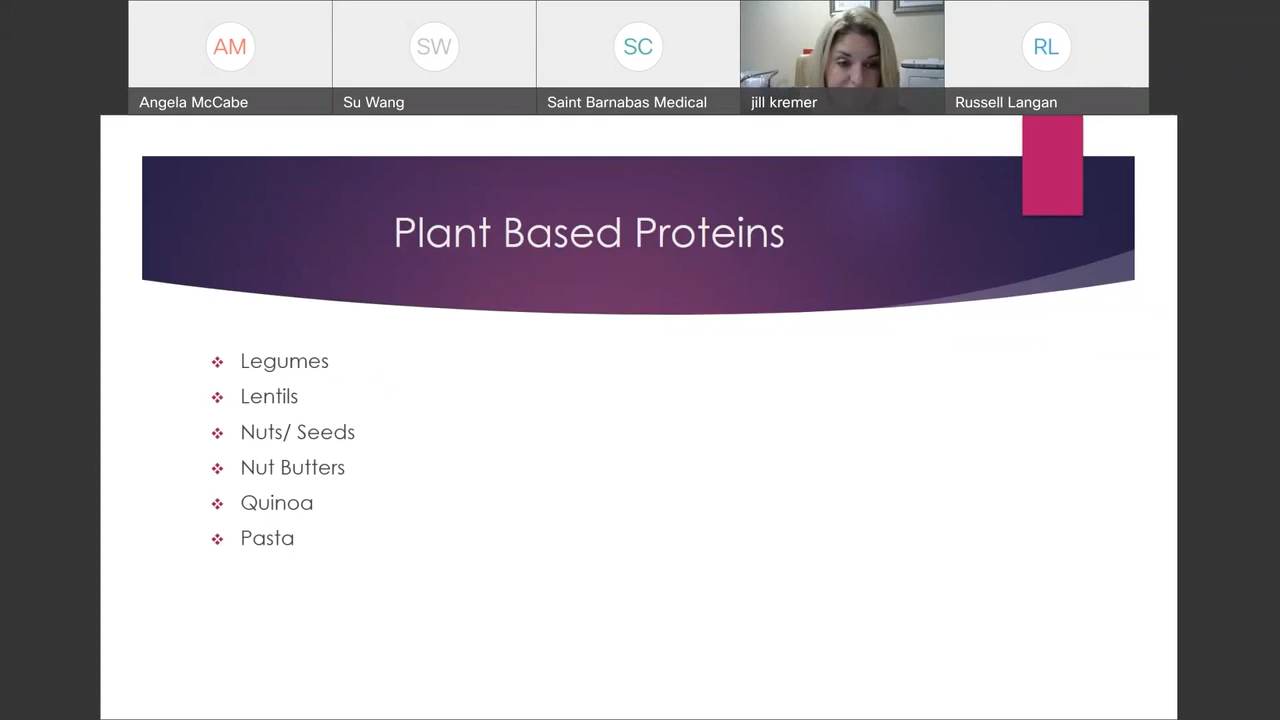 AM
SW
SC
RL
Angela McCabe
Su Wang
Saint Barnabas Medical
jill kremer
Russell Langan
Plant Based Proteins
Legumes
Lentils
Nuts/ Seeds
Nut Butters
Quinoa
Pasta